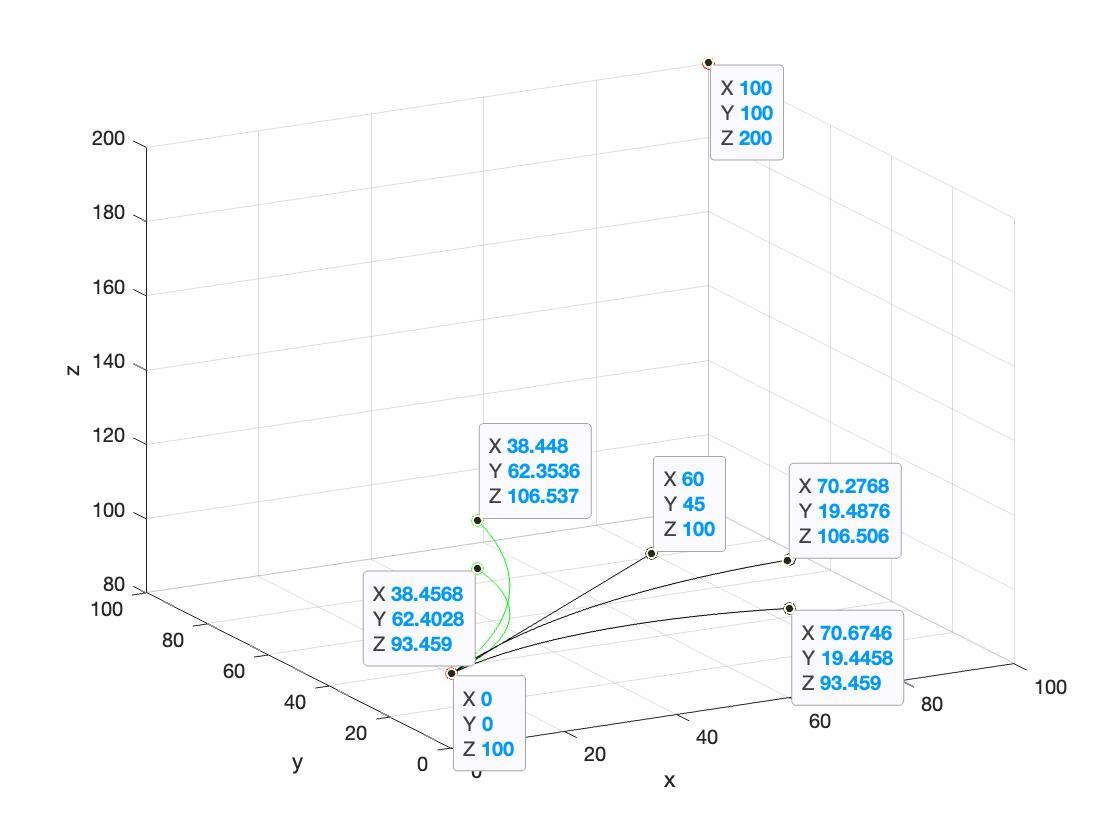 X 100
Y 100
Z 200
200
180
160
140
120
100
80
z
X 38.448
Y 62.3536
Z 106.537
X 60
Y 45
Z 100
X 70.2768
Y 19.4876
Z 106.506
X 38.4568
Y 62.4028
Z 93.459
X 70.6746
Y 19.4458
Z 93.459
X 0
Y 0
Z 100
100
80
60
40
20
0
y
0
20
40
60
80
100
x